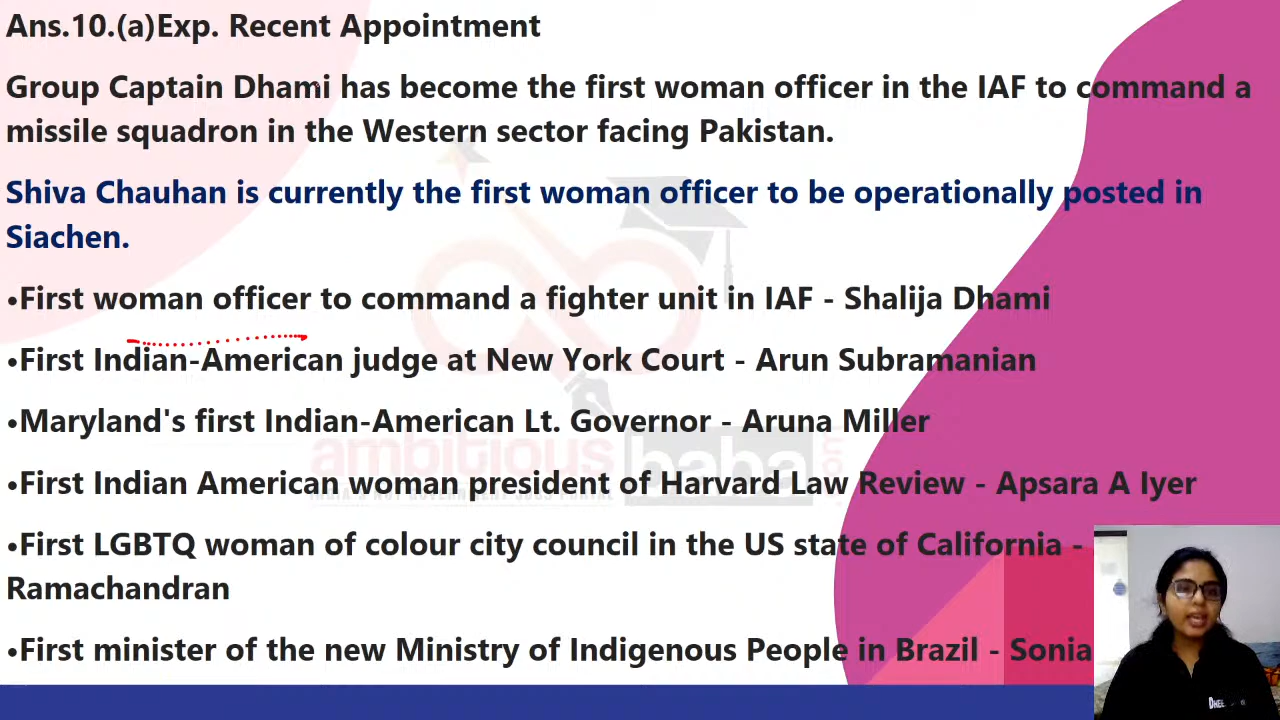 Ans.10.(a)Exp. Recent Appointment
Group Captain Dhami has become the first woman officer in the IAF to command a
missile squadron in the Western sector facing Pakistan.
Shiva Chauhan is currently the first woman officer to be operationally posted in
Siachen.
•First woman officer to command a fighter unit in IAF - Shalija Dhami
•First Indian-American judge at New York Court - Arun Subramanian
•Maryland's first Indian-American Lt. Governor - Aruna Miller
ambitious baba
•First Indian American woman president of Harvard Law Review - Apsara A Iyer
•First LGBTQ woman of colour city council in the US state of California -
Ramachandran
•First minister of the new Ministry of Indigenous People in Brazil - Sonia